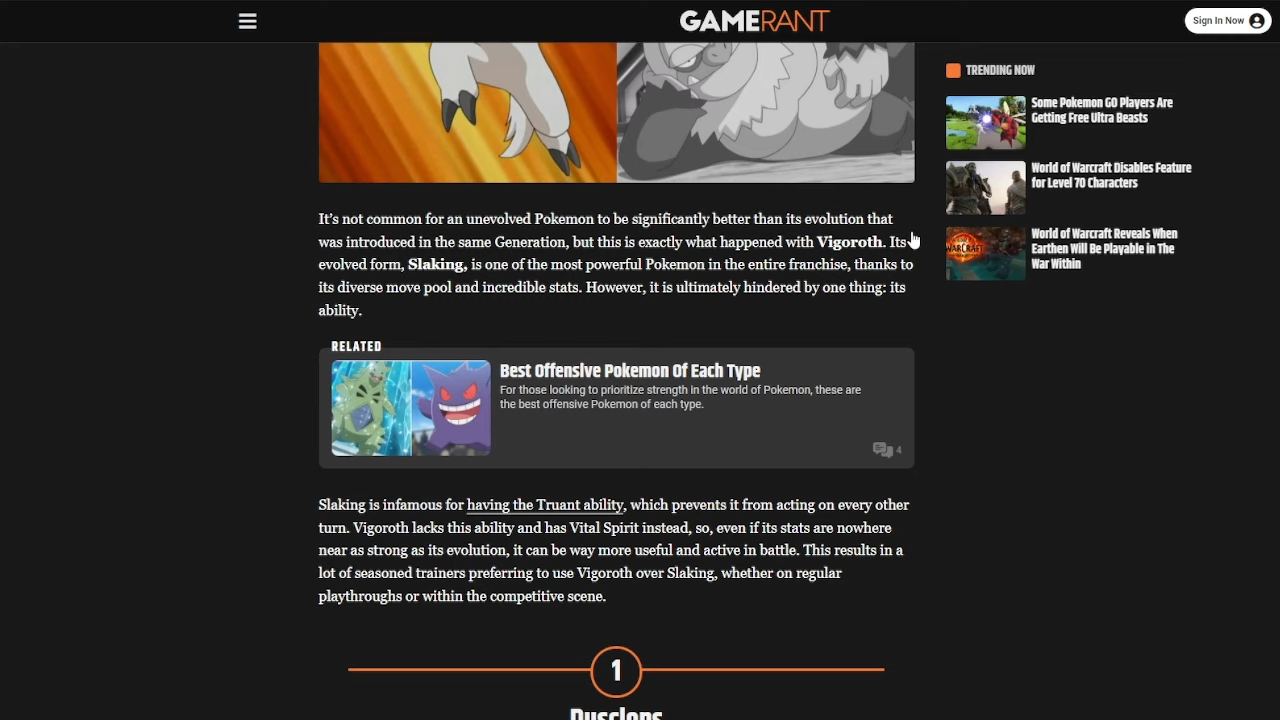 GAMERANT
Sign In Now
TRENDING NOW
Some Pokemon GO Players Are
Getting Free Ultra Beasts
World of Warcraft Disables Feature
for Level 70 Characters
World of Warcraft Reveals When
Earthen Will Be Playable in The
War Within
It's not common for an unevolved Pokemon to be significantly better than its evolution that
was introduced in the same Generation, but this is exactly what happened with Vigoroth. Its
evolved form, Slaking, is one of the most powerful Pokemon in the entire franchise, thanks to
its diverse move pool and incredible stats. However, it is ultimately hindered by one thing: its
ability.
RELATED
Best Offensive Pokemon Of Each Type
For those looking to prioritize strength in the world of Pokemon, these are
the best offensive Pokemon of each type.
4
Slaking is infamous for having the Truant ability, which prevents it from acting on every other
turn. Vigoroth lacks this ability and has Vital Spirit instead, so, even if its stats are nowhere
near as strong as its evolution, it can be way more useful and active in battle. This results in a
lot of seasoned trainers preferring to use Vigoroth over Slaking, whether on regular
playthroughs or within the competitive scene.
1
Dusclops